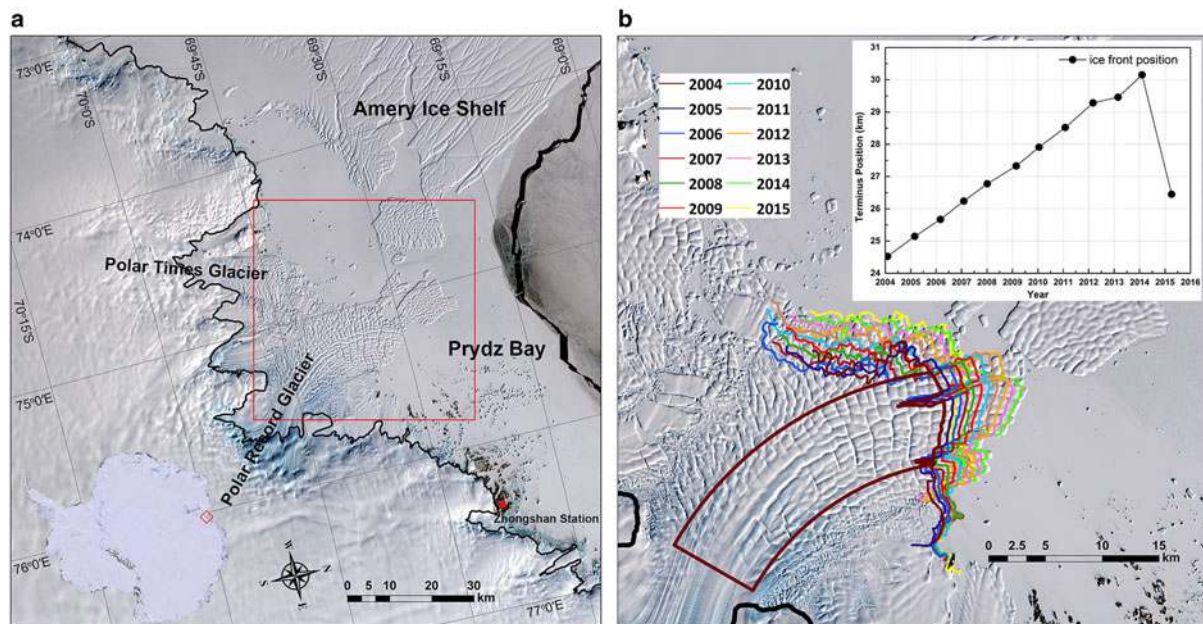 a
73°0'E
70°0'S
69°45'S
69°30'S
69°15'S
69°0'S
Amery Ice Shelf
74°0'E
Polar Times Glacier
70°15'S
Prydz Bay
75°0'E
Polar Record Glacier
Zhongshan Station
76°0'E
W
S
N
E
0 5 10 20 30
km
77°0'E
b
2004 2010
2005 2011
2006 2012
2007 2013
2008 2014
2009 2015
ice front position
31
30
29
28
27
26
25
24
Terminus Position (km)
2004 2005 2006 2007 2008 2009 2010 2011 2012 2013 2014 2015 2016
Year
0 2.5 5 10 15
km